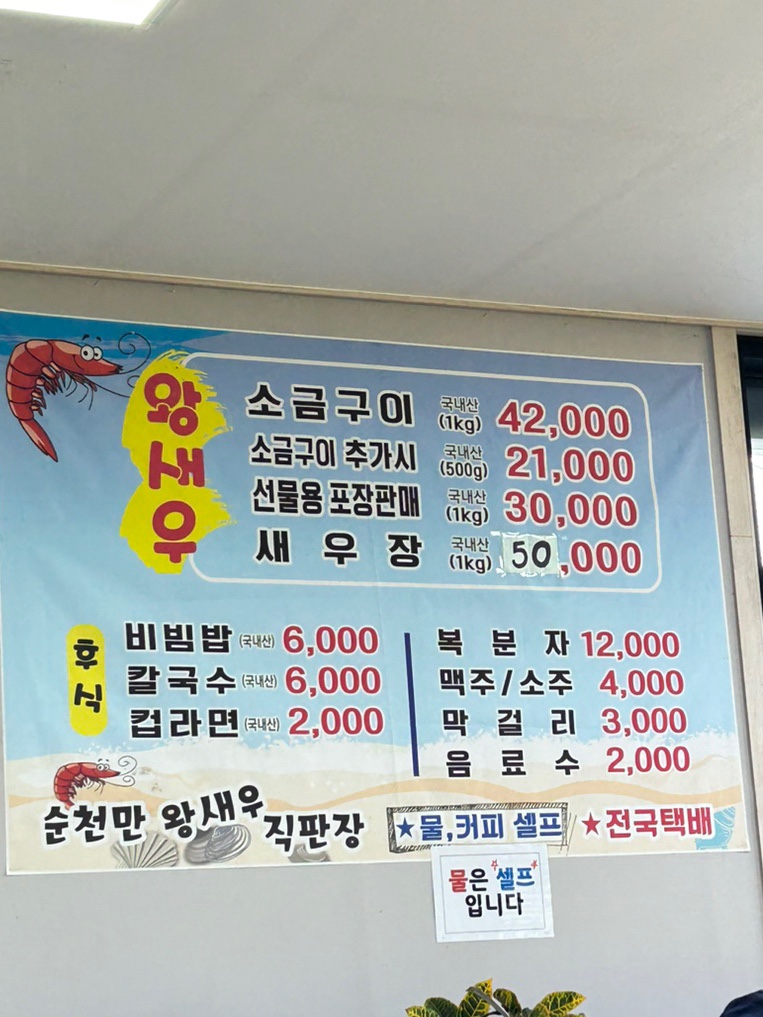 왕새우
소금구이 국내산 (1kg) 42,000
소금구이 추가시 국내산 (500g) 21,000
선물용 포장판매 국내산 (1kg) 30,000
새우장 국내산 (1kg) 50,000
후식
비빔밥 (국내산) 6,000
칼국수 (국내산) 6,000
컵라면 (국내산) 2,000
복분자 12,000
맥주/소주 4,000
막걸리 3,000
음료수 2,000
순천만 왕새우 직판장
★물,커피 셀프
★전국택배
물은 셀프
입니다